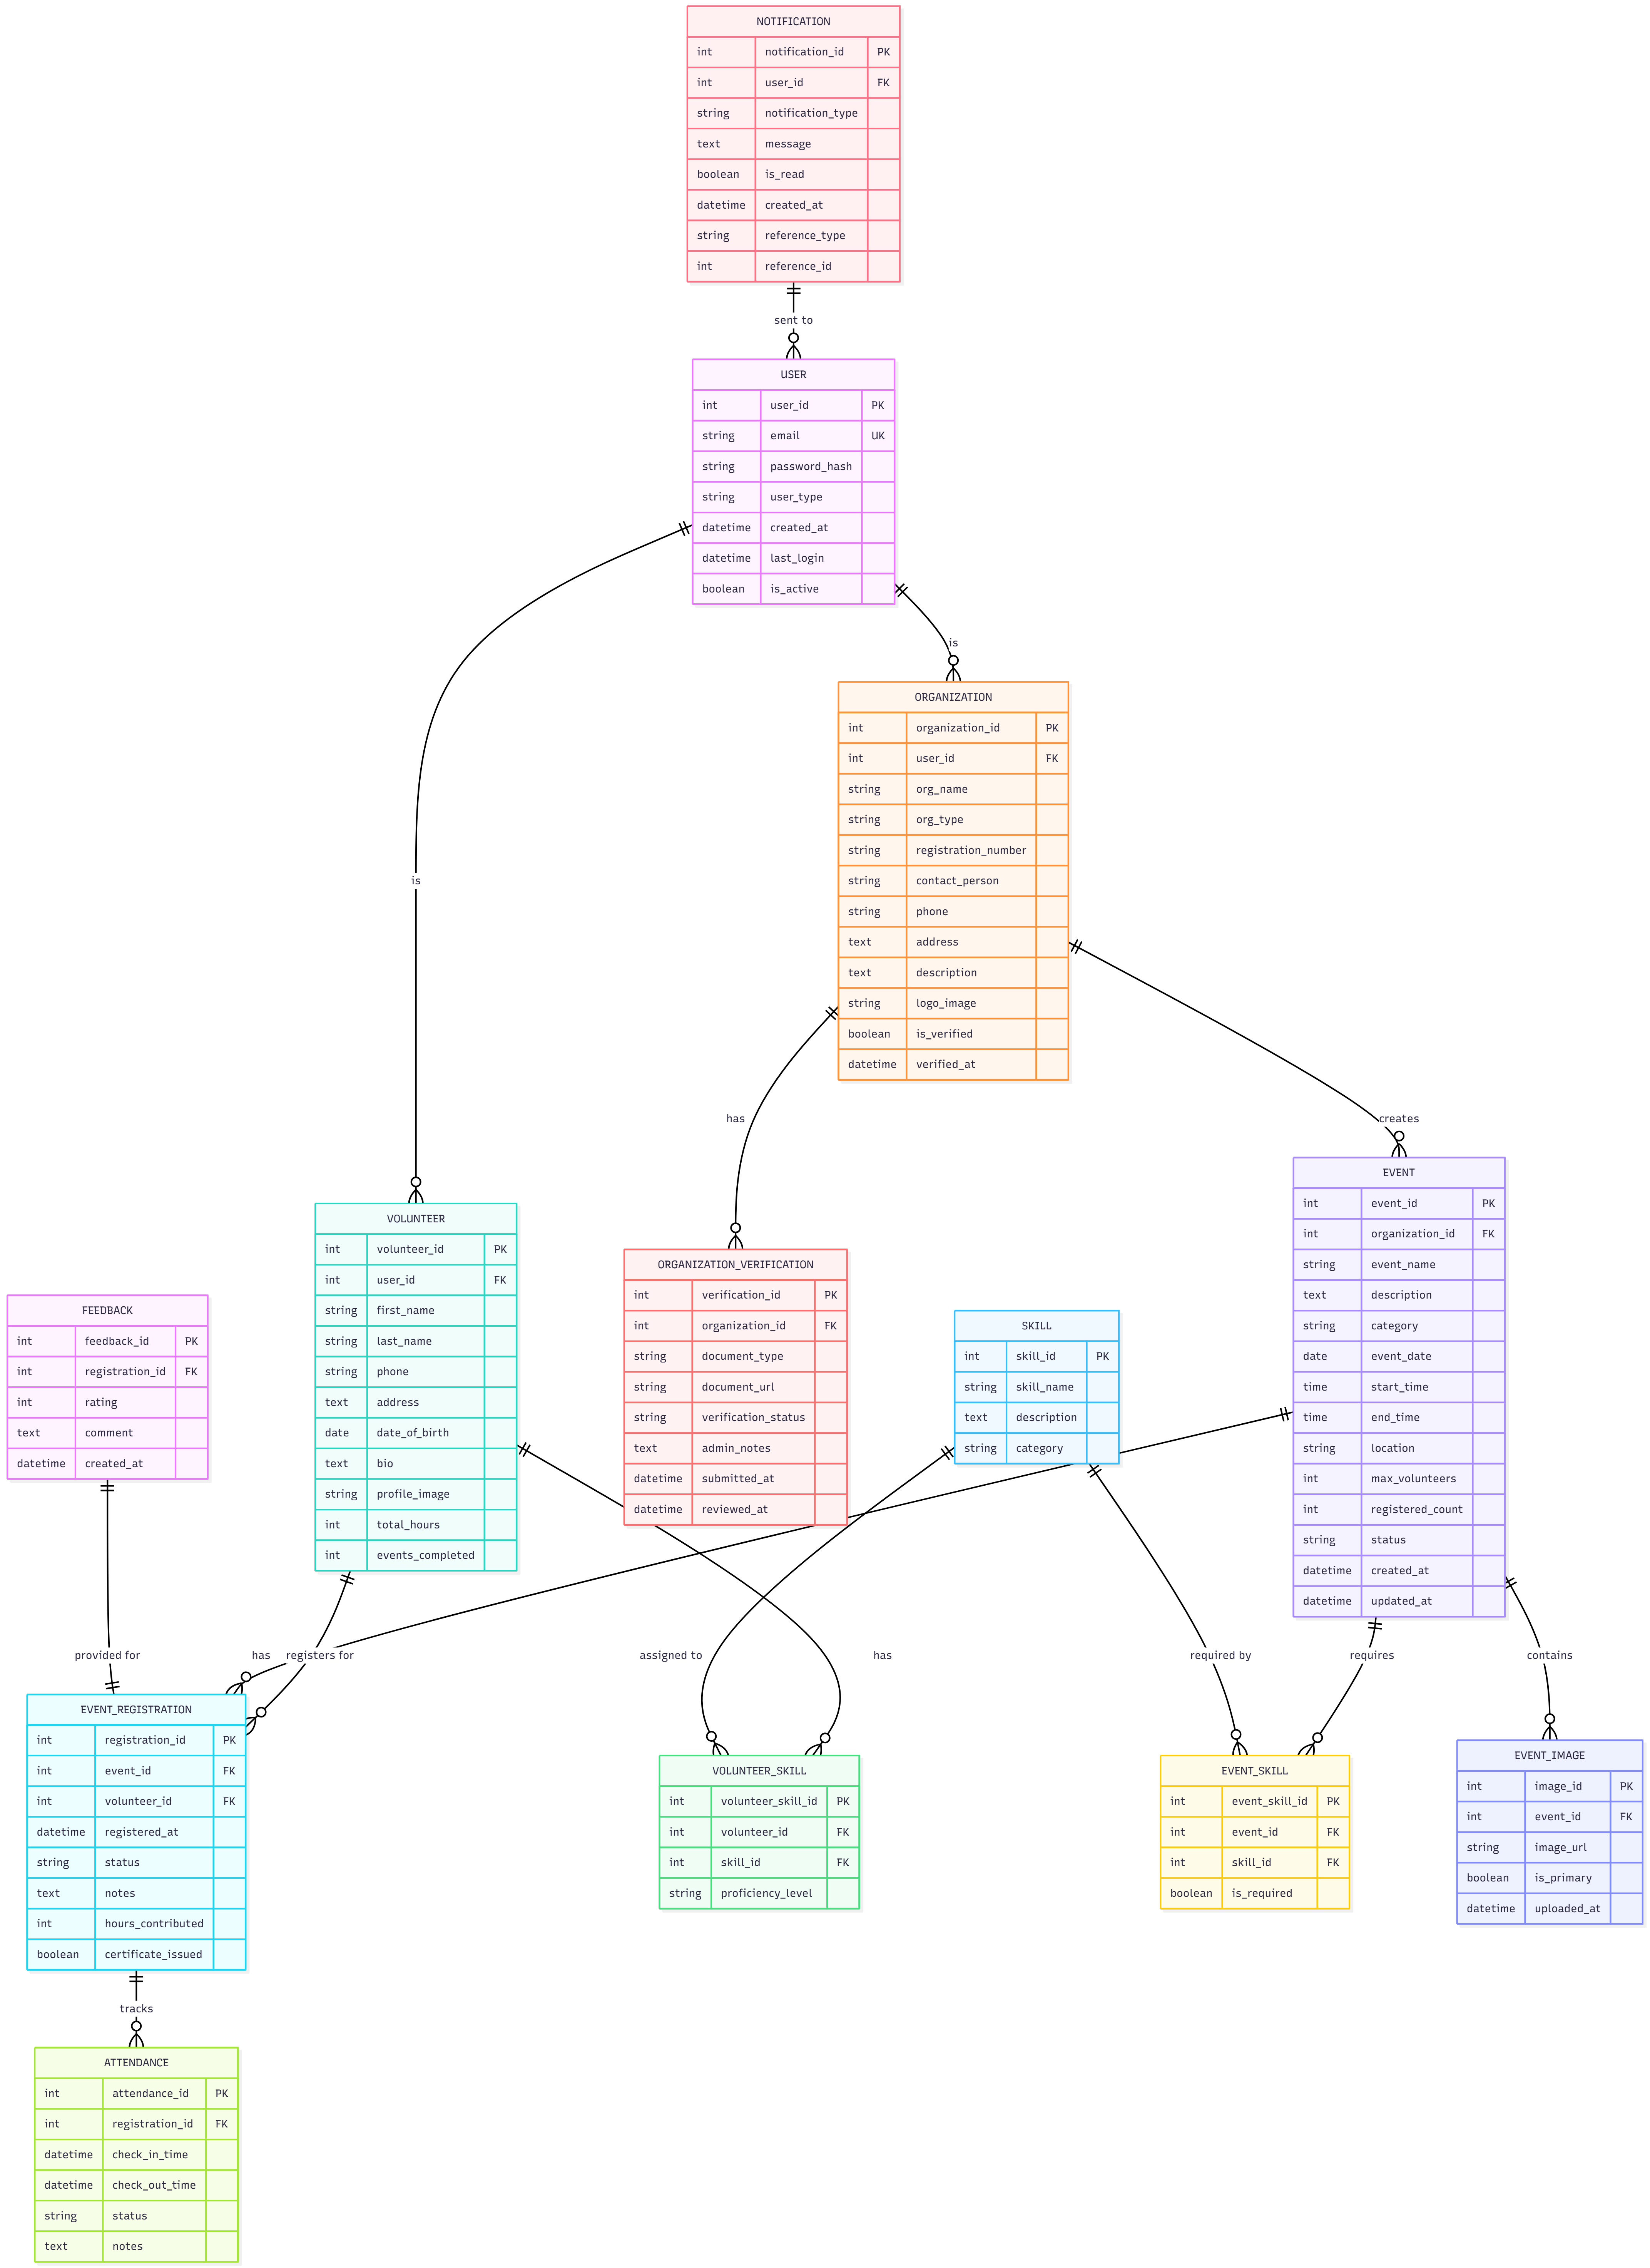 NOTIFICATION
int notification_id PK
int user_id FK
string notification_type
text message
boolean is_read
datetime created_at
string reference_type
int reference_id
sent to
USER
int user_id PK
string email UK
string password_hash
string user_type
datetime created_at
datetime last_login
boolean is_active
is
ORGANIZATION
int organization_id PK
int user_id FK
string org_name
string org_type
string registration_number
string contact_person
string phone
text address
text description
string logo_image
boolean is_verified
datetime verified_at
is
has
creates
EVENT
int event_id PK
int organization_id FK
string event_name
text description
string category
date event_date
time start_time
time end_time
string location
int max_volunteers
int registered_count
string status
datetime created_at
datetime updated_at
VOLUNTEER
int volunteer_id PK
int user_id FK
string first_name
string last_name
string phone
text address
date date_of_birth
text bio
string profile_image
int total_hours
int events_completed
ORGANIZATION_VERIFICATION
int verification_id PK
int organization_id FK
string document_type
string document_url
string verification_status
text admin_notes
datetime submitted_at
datetime reviewed_at
FEEDBACK
int feedback_id PK
int registration_id FK
int rating
text comment
datetime created_at
SKILL
int skill_id PK
string skill_name
text description
string category
provided for
has
registers for
assigned to
has
required by
requires
contains
EVENT_REGISTRATION
int registration_id PK
int event_id FK
int volunteer_id FK
datetime registered_at
string status
text notes
int hours_contributed
boolean certificate_issued
VOLUNTEER_SKILL
int volunteer_skill_id PK
int volunteer_id FK
int skill_id FK
string proficiency_level
EVENT_SKILL
int event_skill_id PK
int event_id FK
int skill_id FK
boolean is_required
EVENT_IMAGE
int image_id PK
int event_id FK
string image_url
boolean is_primary
datetime uploaded_at
tracks
ATTENDANCE
int attendance_id PK
int registration_id FK
datetime check_in_time
datetime check_out_time
string status
text notes